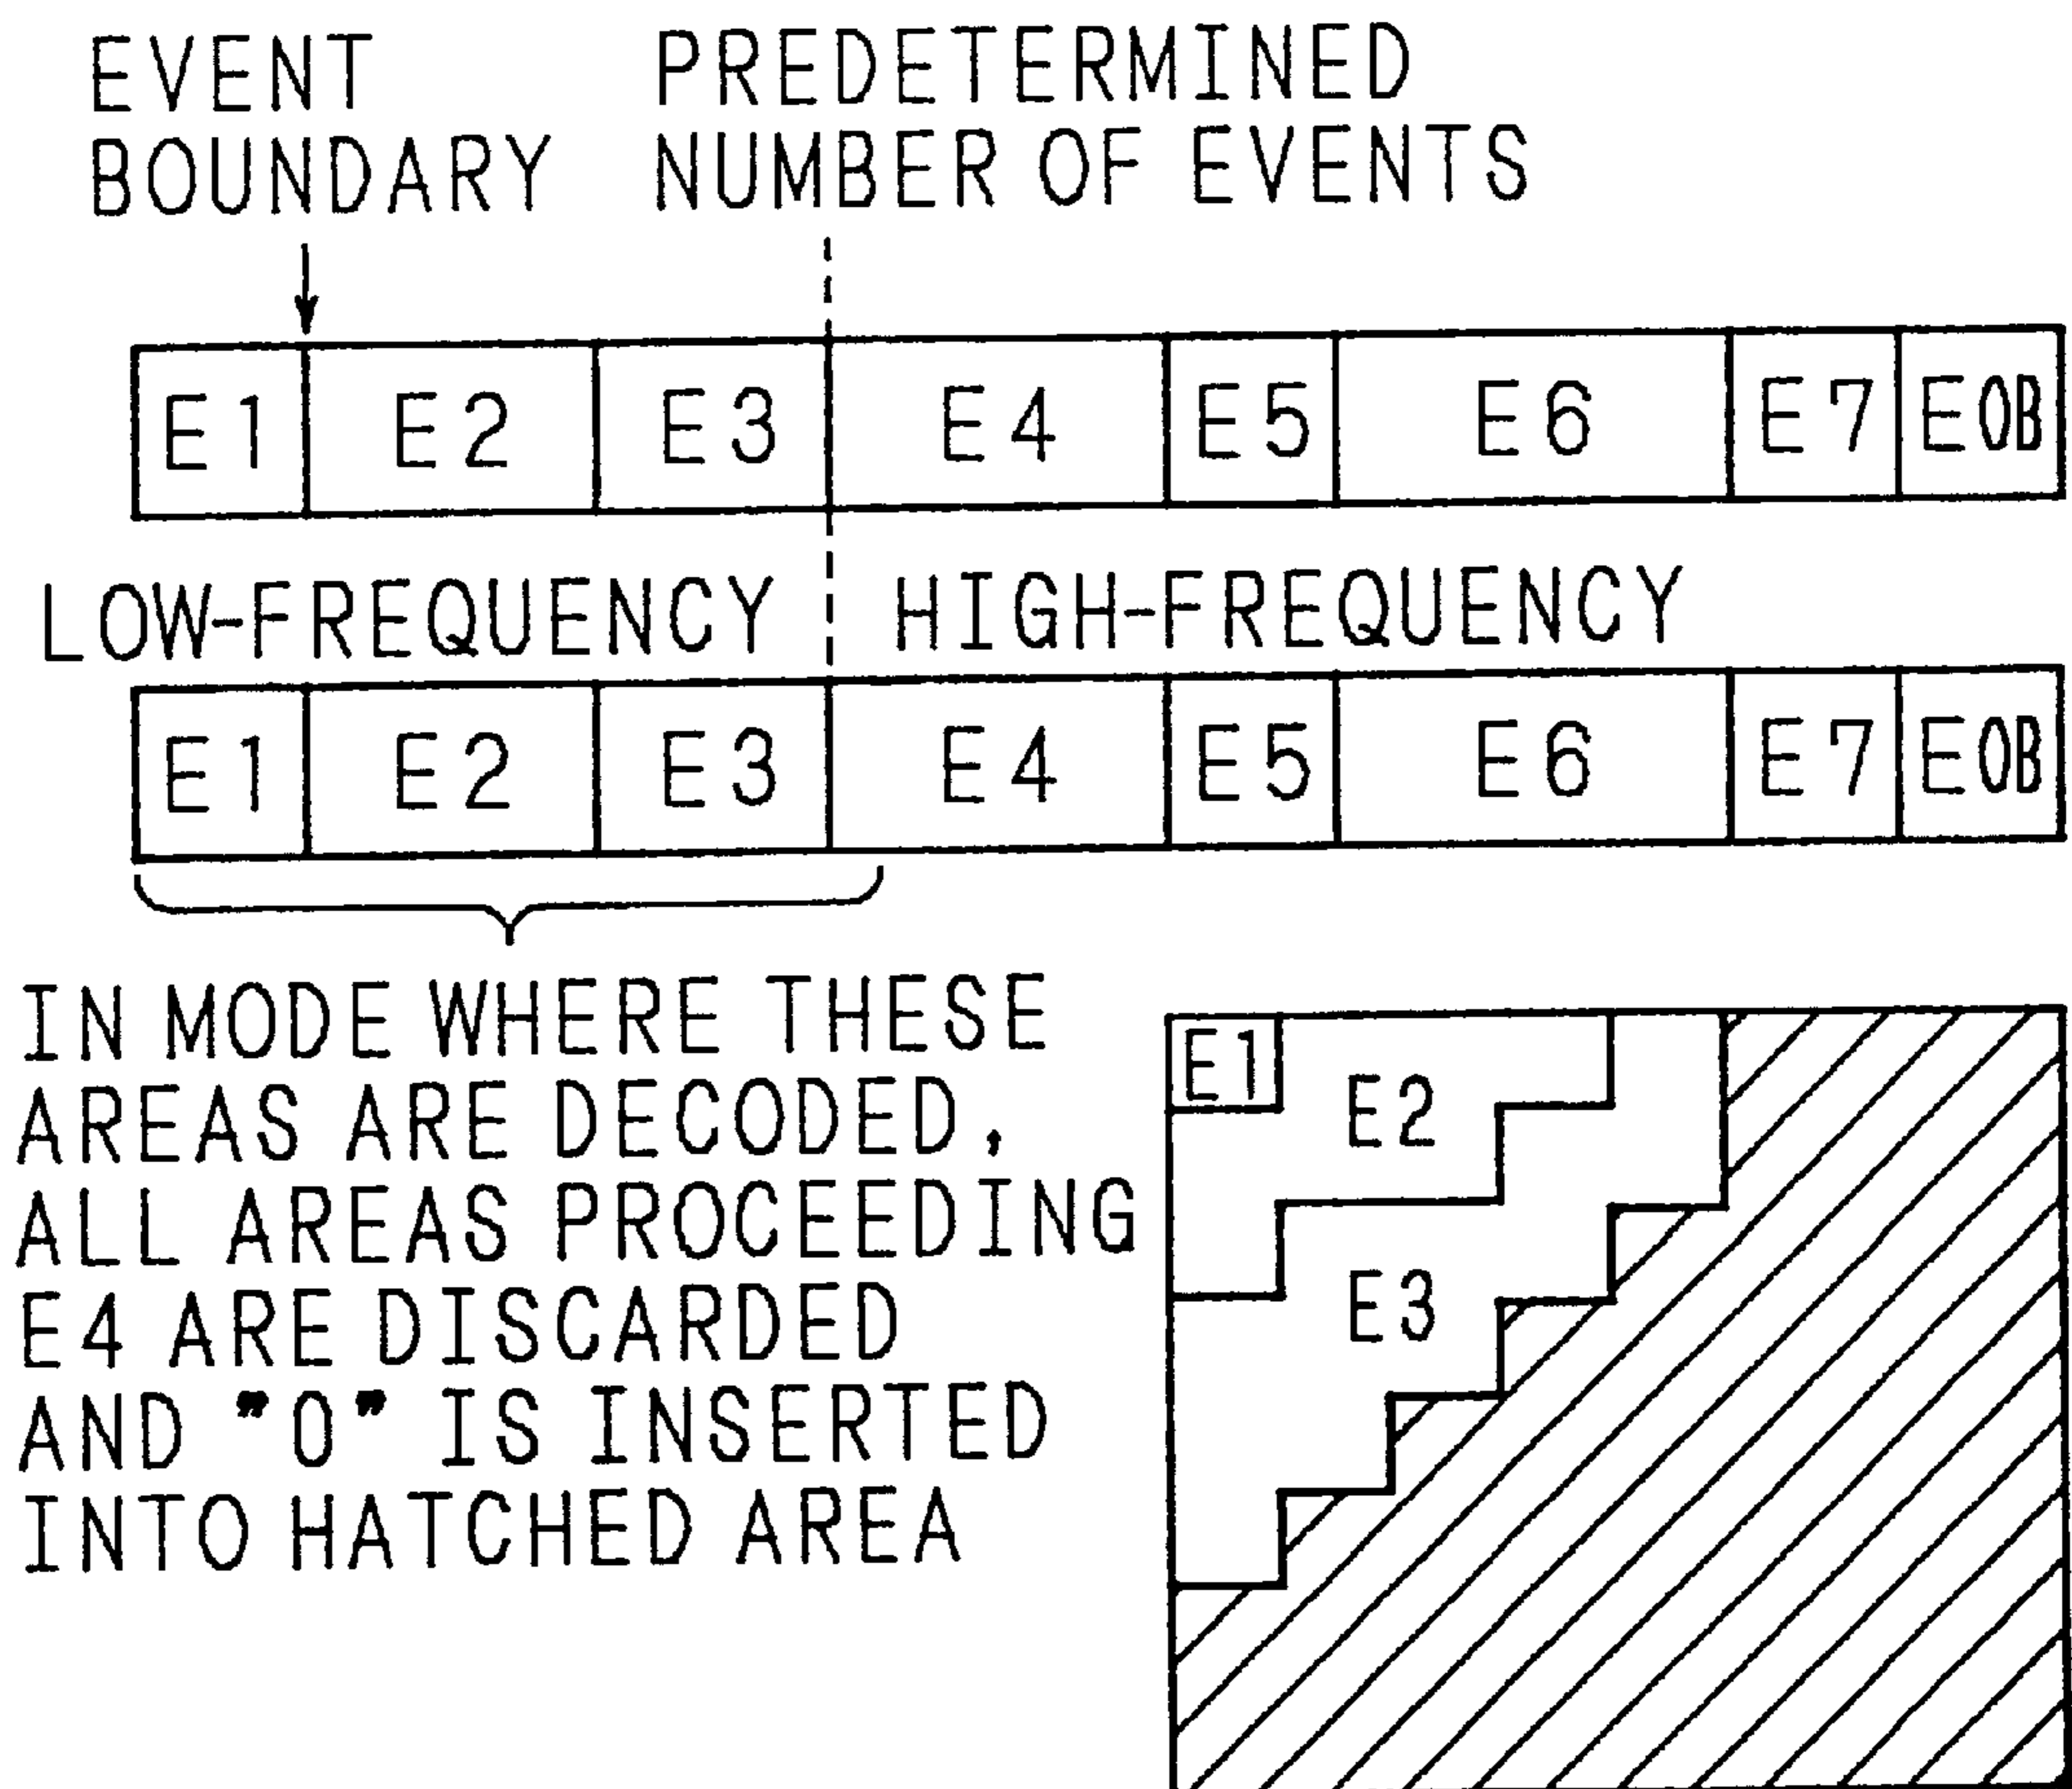 EVENT
BOUNDARY
PREDETERMINED
NUMBER OF EVENTS
E1 E2 E3 E4 E5 E6 E7 EOB
LOW-FREQUENCY HIGH-FREQUENCY
E1 E2 E3 E4 E5 E6 E7 EOB
IN MODE WHERE THESE
AREAS ARE DECODED,
ALL AREAS PROCEEDING
E4 ARE DISCARDED
AND "0" IS INSERTED
INTO HATCHED AREA
E1
E2
E3